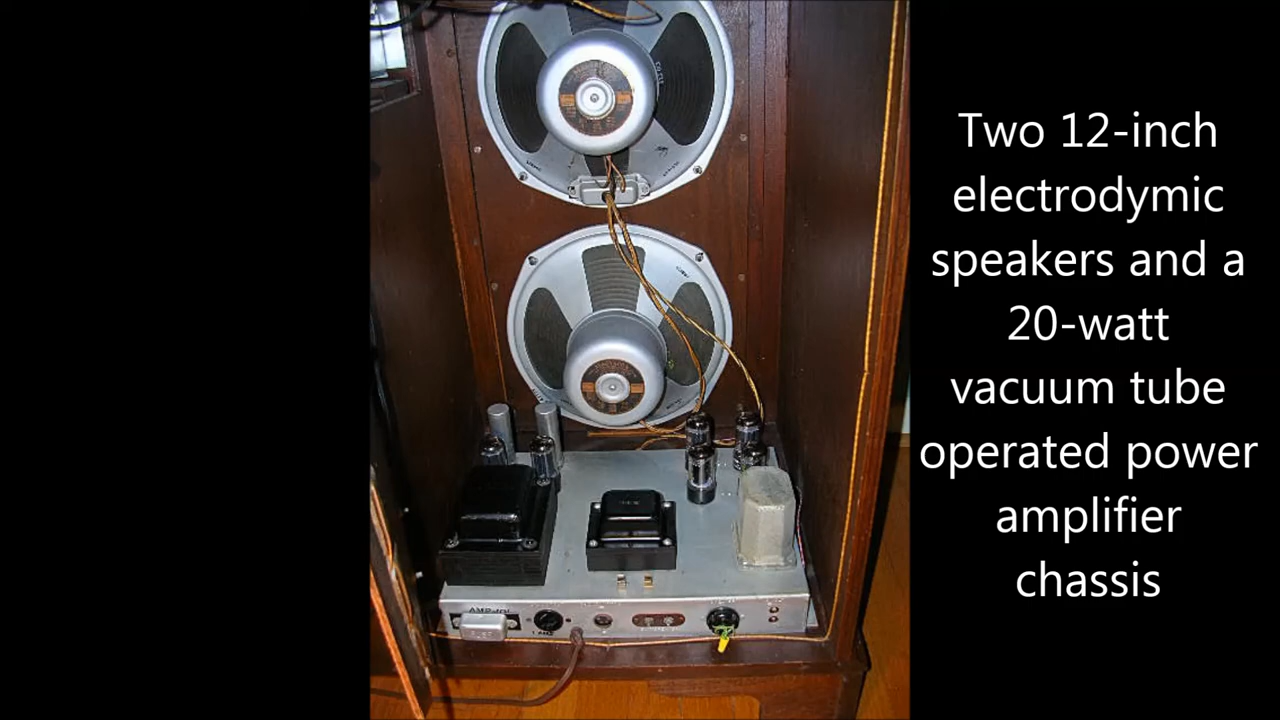 Two 12-inch
electrodymic
speakers and a
20-watt
vacuum tube
operated power
amplifier
chassis